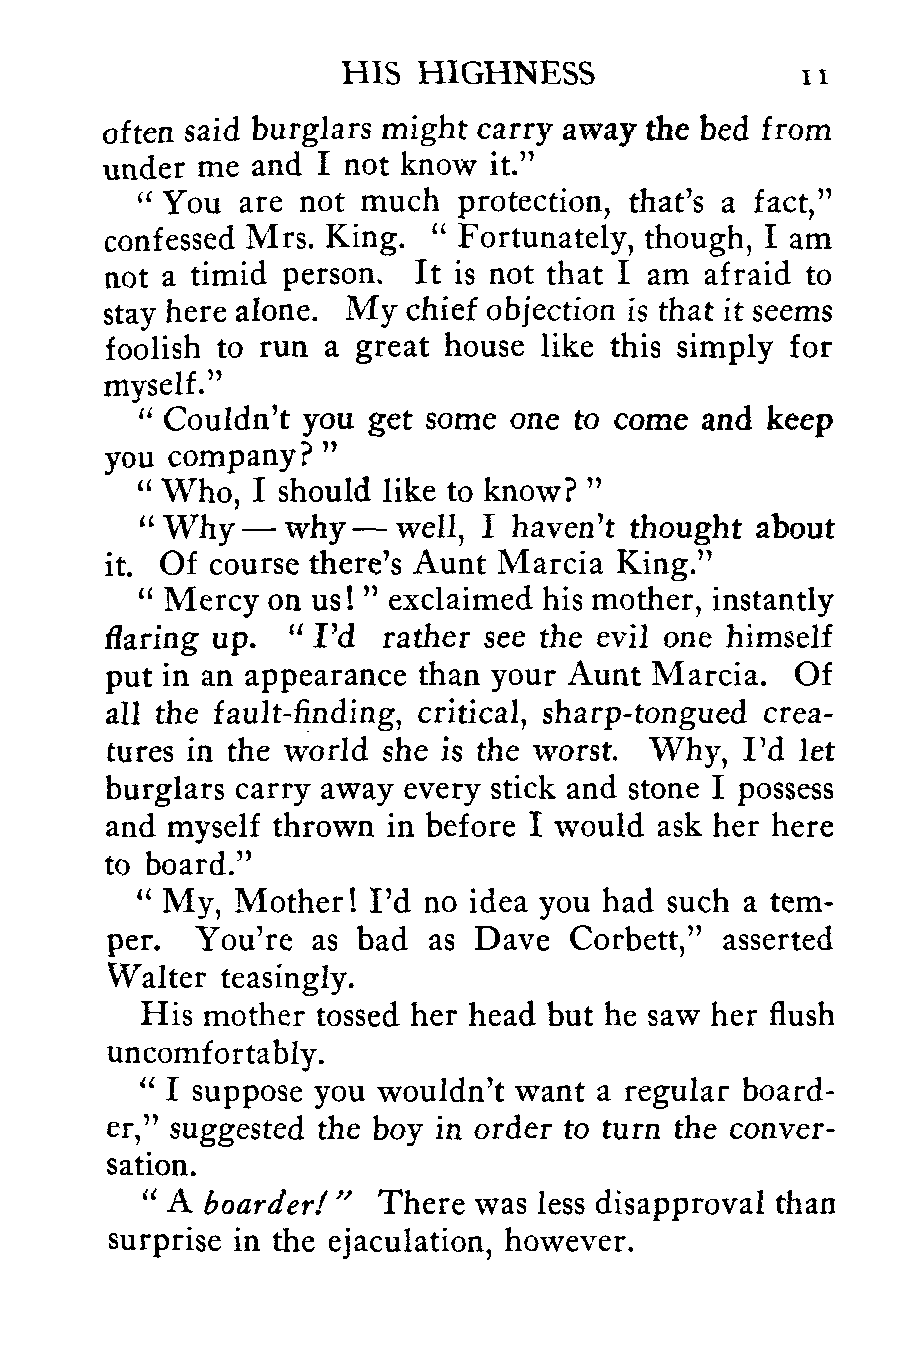 HIS HIGHNESS 11
often said burglars might carry away the bed from
under me and I not know it.”
“ You are not much protection, that’s a fact,”
confessed Mrs. King. “ Fortunately, though, I am
not a timid person. It is not that I am afraid to
stay here alone. My chief objection is that it seems
foolish to run a great house like this simply for
myself.”
“ Couldn’t you get some one to come and keep
you company? ”
“ Who, I should like to know? ”
“ Why — why — well, I haven’t thought about
it. Of course there’s Aunt Marcia King.”
“ Mercy on us! ” exclaimed his mother, instantly
flaring up. “ I’d rather see the evil one himself
put in an appearance than your Aunt Marcia. Of
all the fault-finding, critical, sharp-tongued crea-
tures in the world she is the worst. Why, I’d let
burglars carry away every stick and stone I possess
and myself thrown in before I would ask her here
to board.”
“ My, Mother! I’d no idea you had such a tem-
per. You’re as bad as Dave Corbett,” asserted
Walter teasingly.
His mother tossed her head but he saw her flush
uncomfortably.
“ I suppose you wouldn’t want a regular board-
er,” suggested the boy in order to turn the conver-
sation.
“ A boarder! ” There was less disapproval than
surprise in the ejaculation, however.